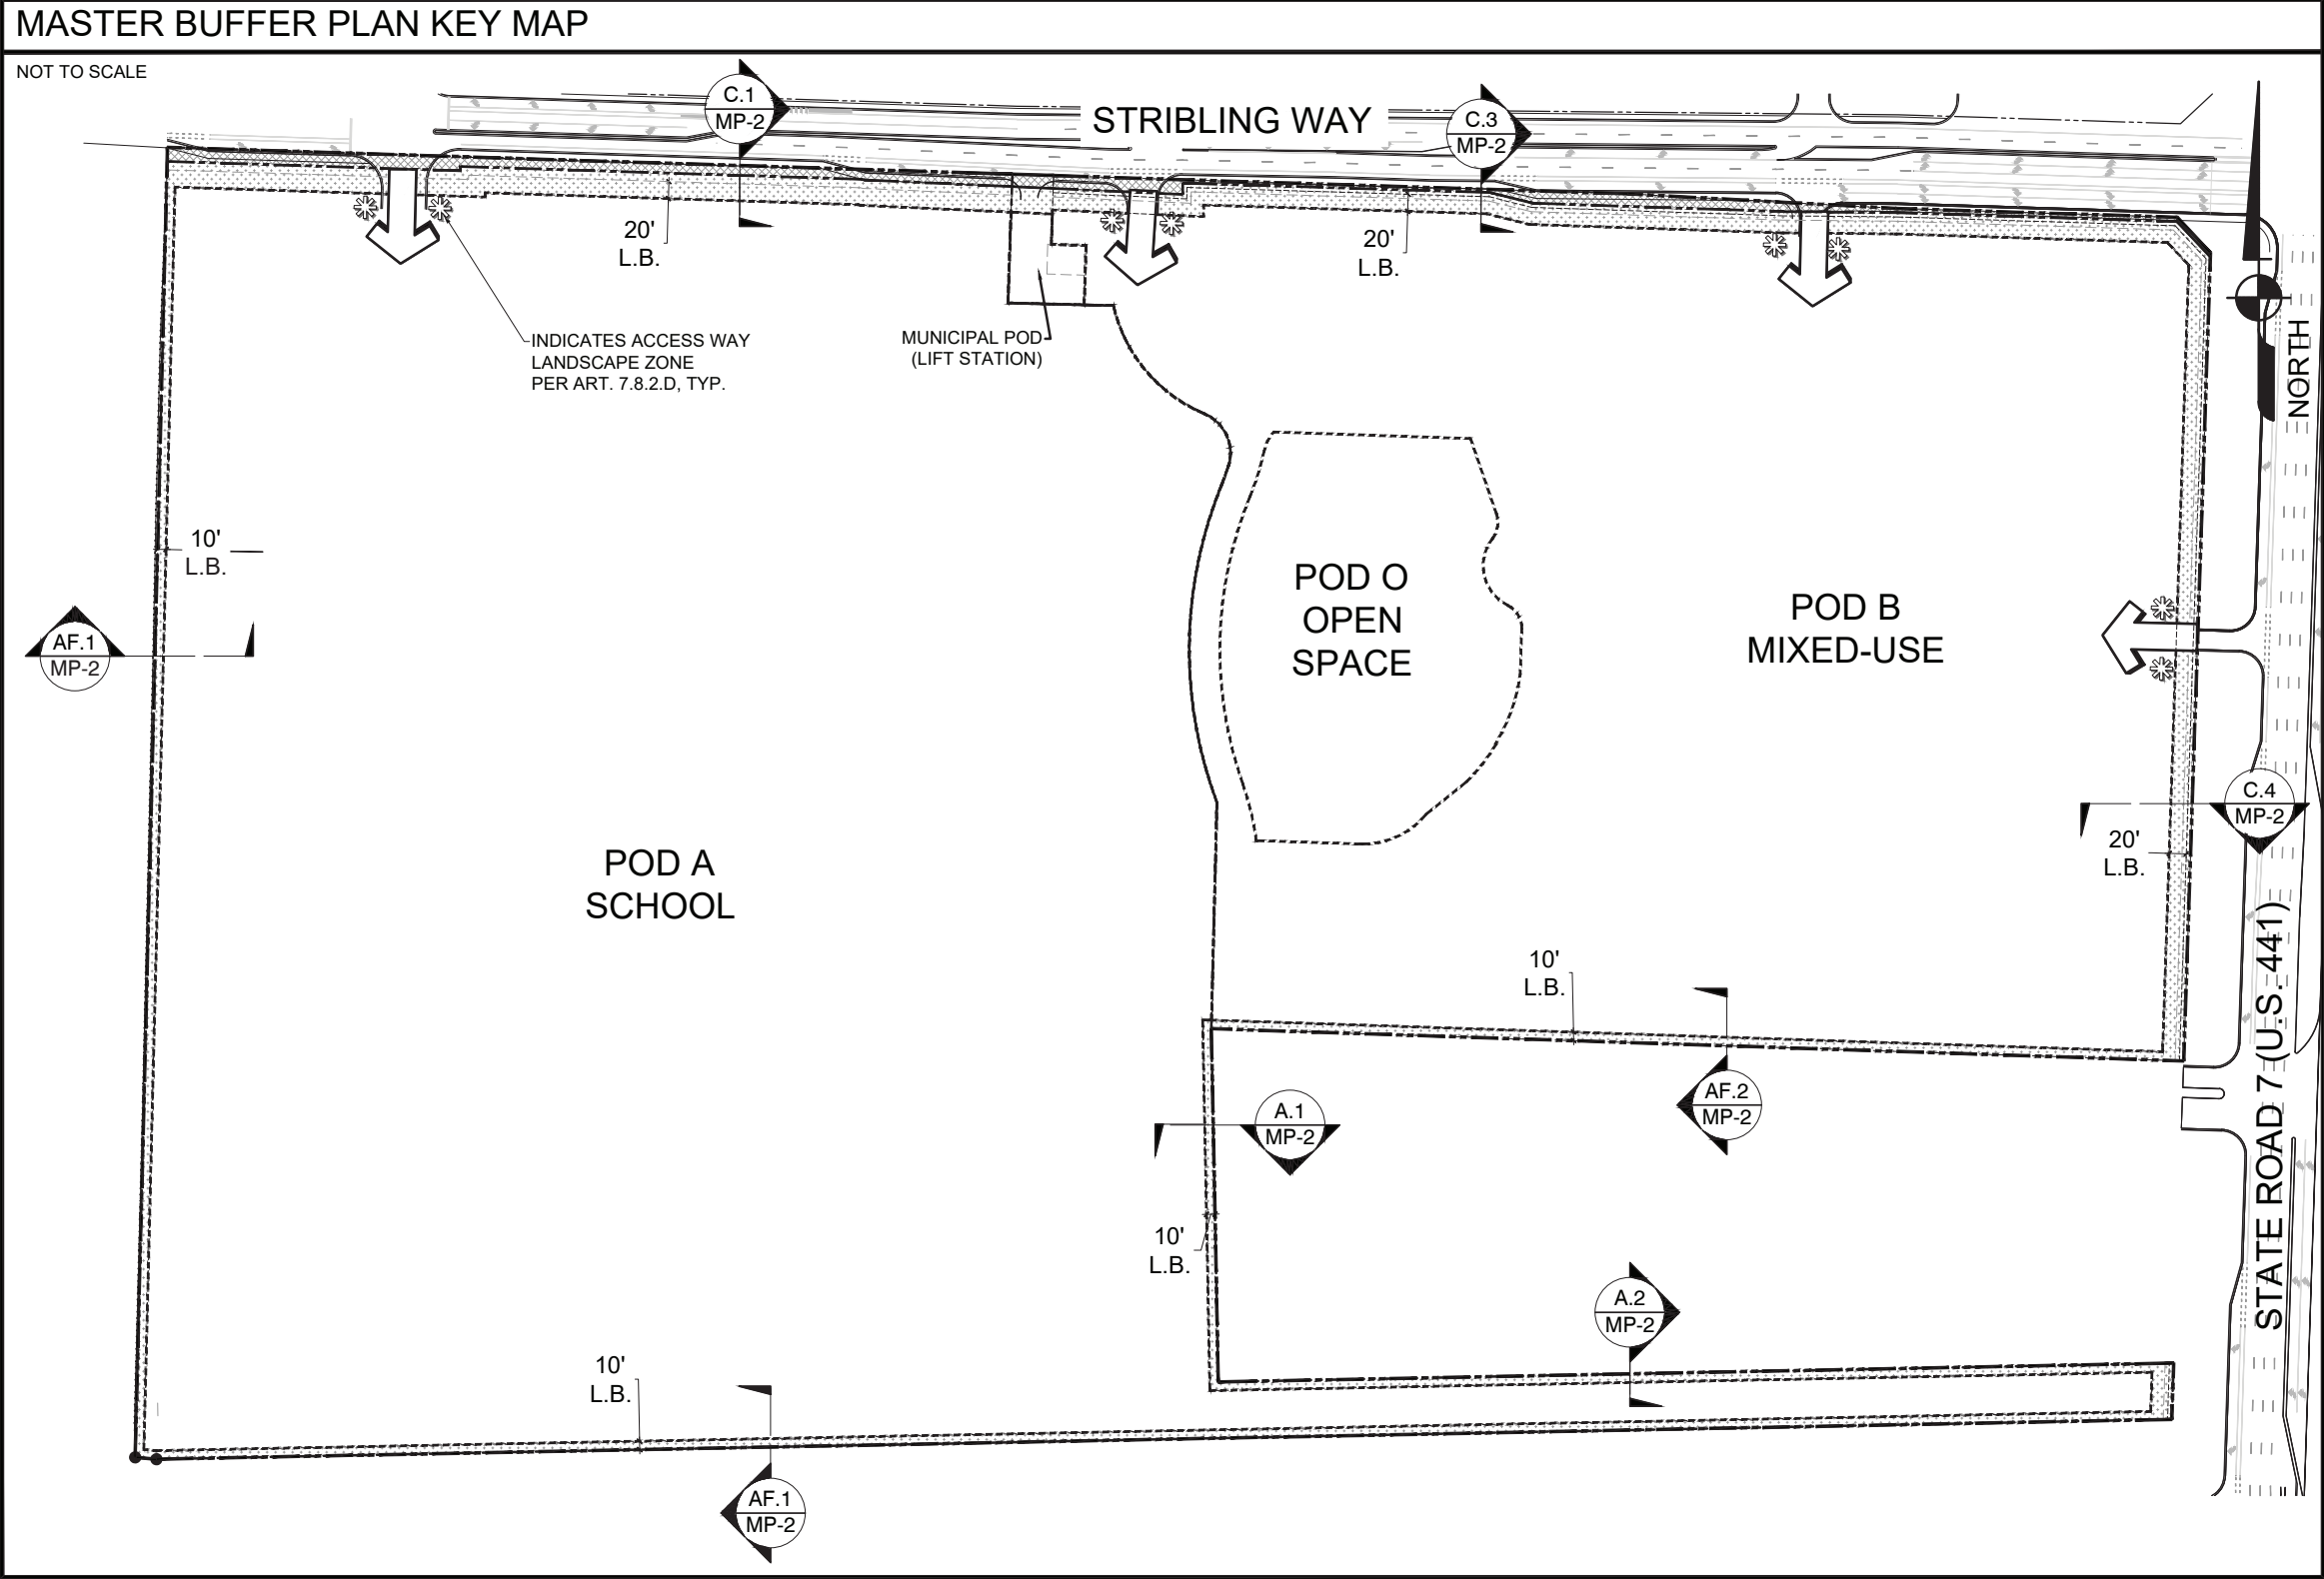 MASTER BUFFER PLAN KEY MAP
NOT TO SCALE
C.1
MP-2
STRIBLING WAY
C.3
MP-2
20'
L.B.
20'
L.B.
INDICATES ACCESS WAY
LANDSCAPE ZONE
PER ART. 7.8.2.D, TYP.
MUNICIPAL POD
(LIFT STATION)
NORTH
10'
L.B.
AF.1
MP-2
POD O
OPEN
SPACE
POD B
MIXED-USE
C.4
MP-2
20'
L.B.
POD A
SCHOOL
10'
L.B.
STATE ROAD 7 (U.S. 441)
AF.2
MP-2
A.1
MP-2
10'
L.B.
A.2
MP-2
10'
L.B.
AF.1
MP-2